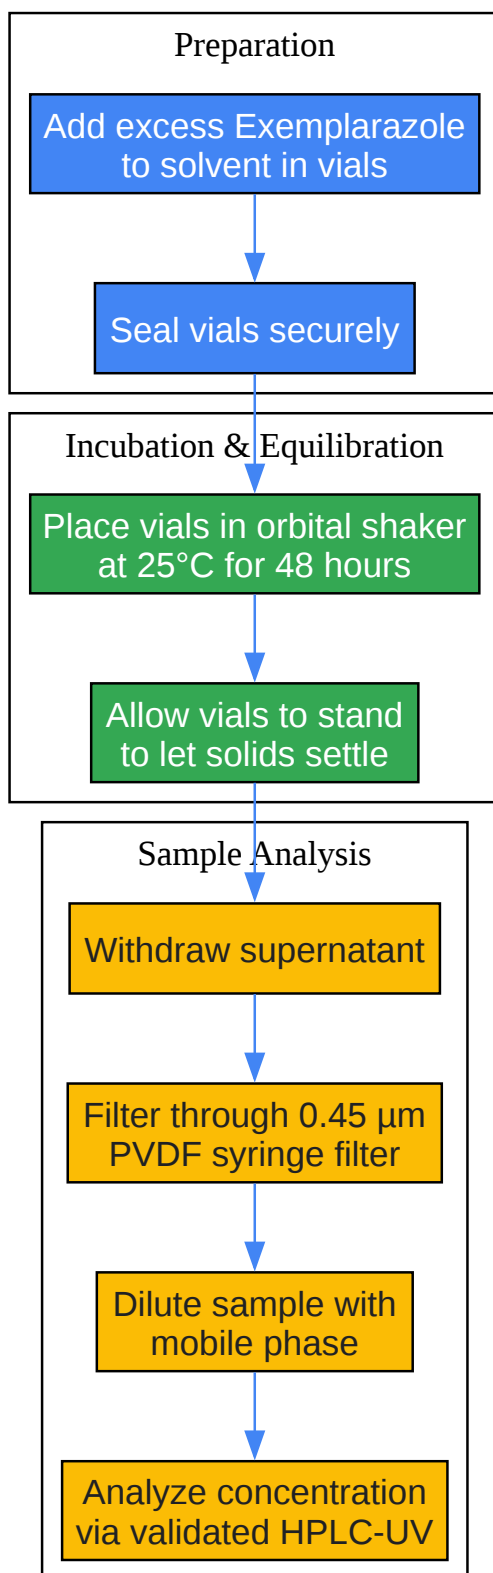 Preparation
Add excess Exemplarazole
to solvent in vials
Seal vials securely
Incubation & Equilibration
Place vials in orbital shaker
at 25°C for 48 hours
Allow vials to stand
to let solids settle
Sample Analysis
Withdraw supernatant
Filter through 0.45 µm
PVDF syringe filter
Dilute sample with
mobile phase
Analyze concentration
via validated HPLC-UV